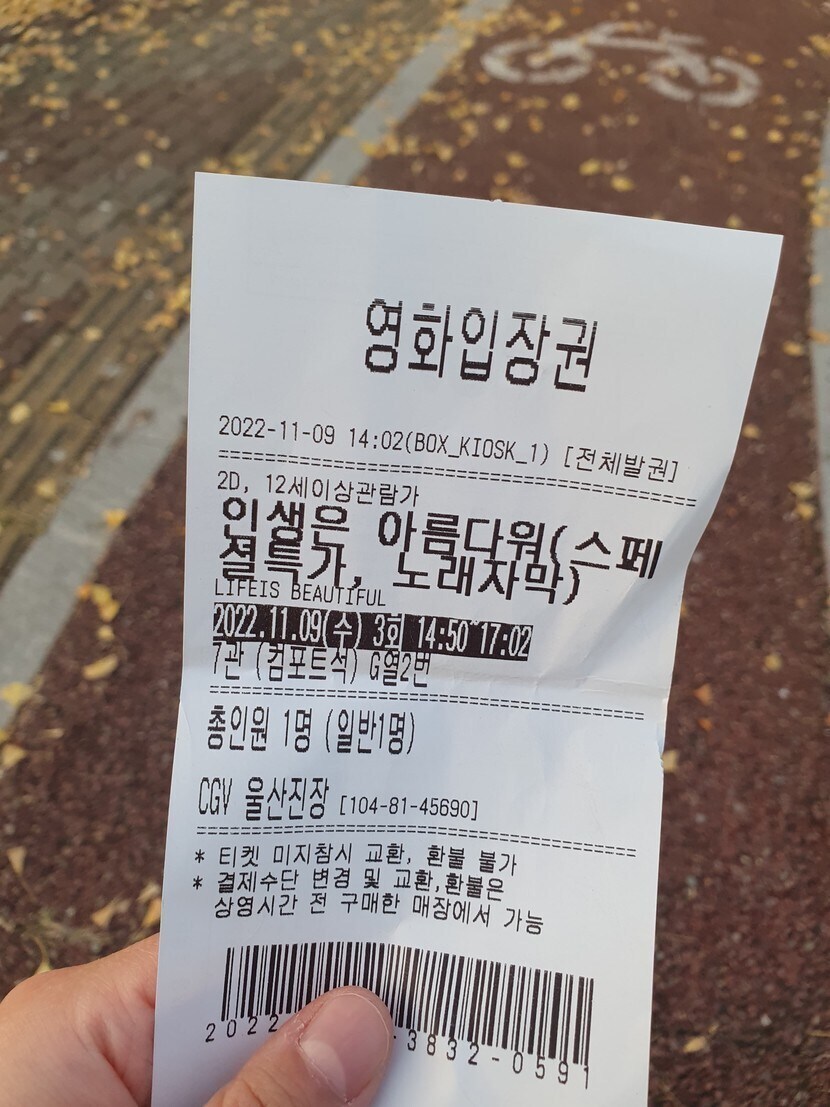 영화입장권
2022-11-09 14:02(BOX_KIOSK_1) [전체발권]
2D, 12세이상관람가
인생은 아름다워(스페
셜특가, 노래자막)
LIFEIS BEAUTIFUL
2022.11.09(수) 3회 14:50~17:02
7관 (컴포트석) G열2번
총인원 1명 (일반1명)
CGV 울산진장 [104-81-45690]
* 티켓 미지참시 교환, 환불 불가
* 결제수단 변경 및 교환,환불은
상영시간 전 구매한 매장에서 가능
2022 -3832-0591